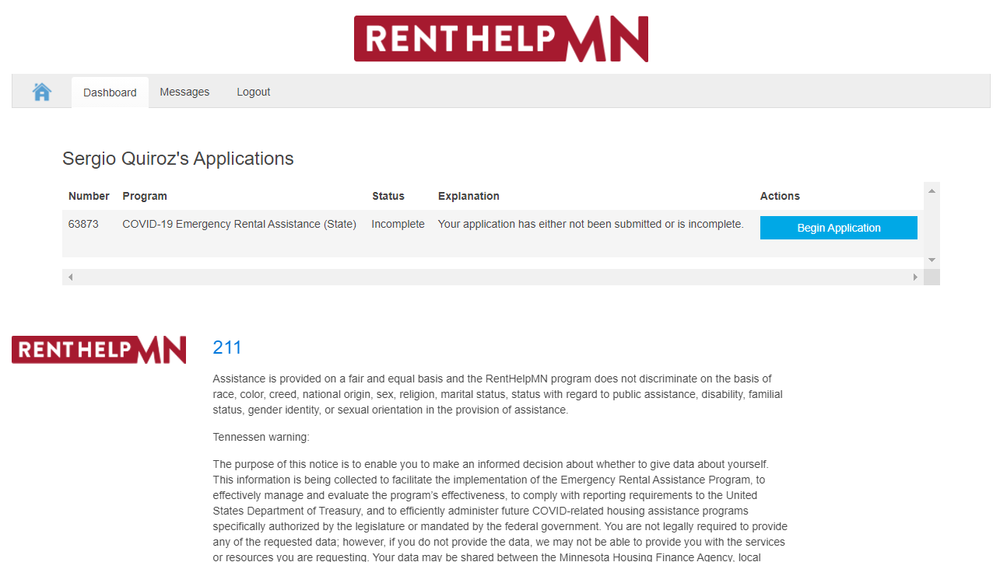 RENT HELP MN
Dashboard Messages Logout
Sergio Quiroz's Applications
Number Program Status Explanation Actions
63873 COVID-19 Emergency Rental Assistance (State) Incomplete Your application has either not been submitted or is incomplete. Begin Application
RENT HELP MN
211
Assistance is provided on a fair and equal basis and the RentHelpMN program does not discriminate on the basis of
race, color, creed, national origin, sex, religion, marital status, status with regard to public assistance, disability, familial
status, gender identity, or sexual orientation in the provision of assistance.
Tennessen warning:
The purpose of this notice is to enable you to make an informed decision about whether to give data about yourself.
This information is being collected to facilitate the implementation of the Emergency Rental Assistance Program, to
effectively manage and evaluate the program's effectiveness, to comply with reporting requirements to the United
States Department of Treasury, and to efficiently administer future COVID-related housing assistance programs
specifically authorized by the legislature or mandated by the federal government. You are not legally required to provide
any of the requested data; however, if you do not provide the data, we may not be able to provide you with the services
or resources you are requesting. Your data may be shared between the Minnesota Housing Finance Agency, local